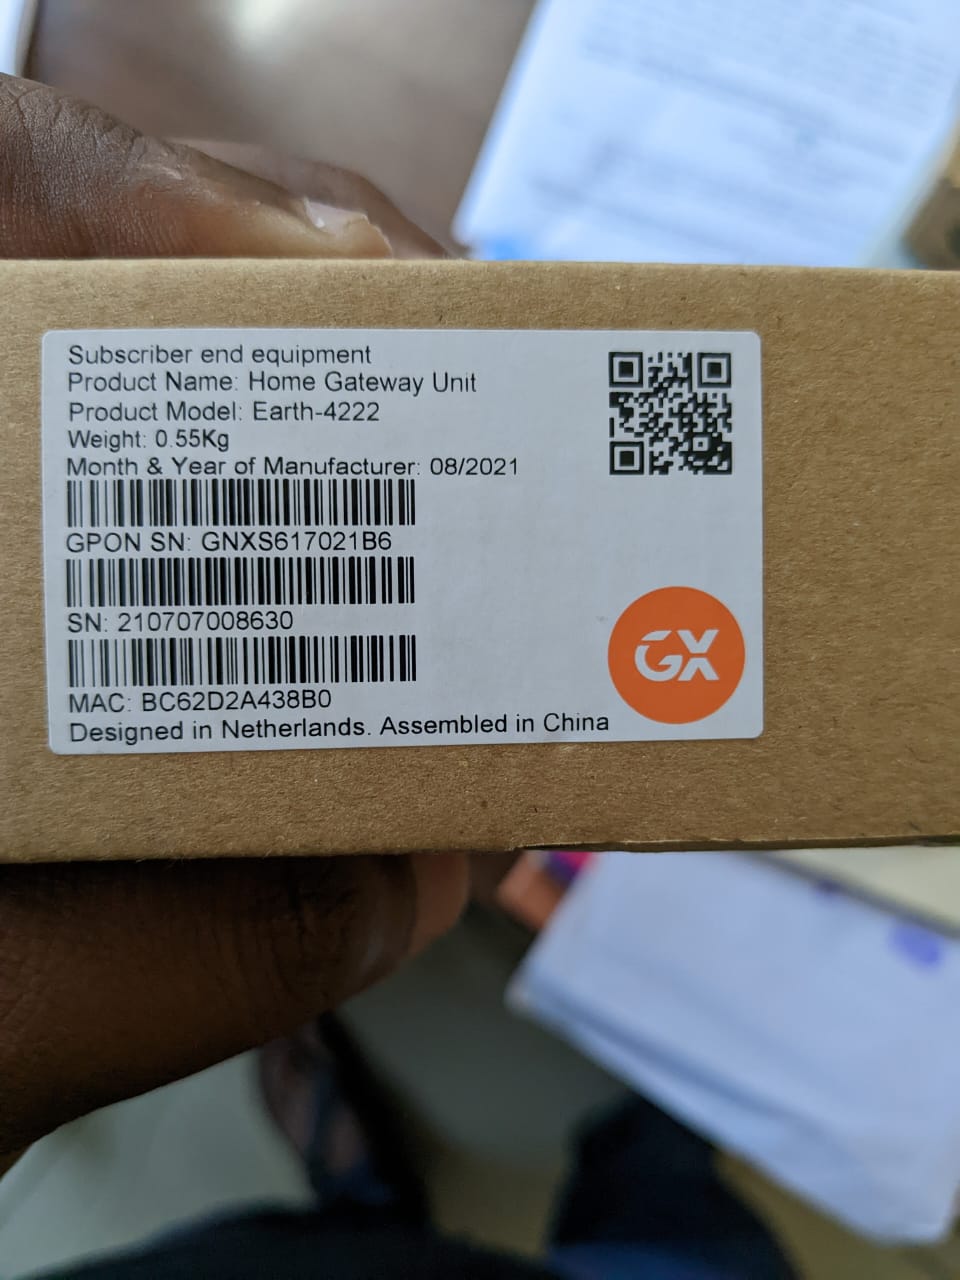 Subscriber end equipment
Product Name: Home Gateway Unit
Product Model: Earth-4222
Weight: 0.55Kg
Month & Year of Manufacturer: 08/2021
GPON SN: GNXS617021B6
SN: 210707008630
MAC: BC62D2A438B0
Designed in Netherlands. Assembled in China
GX